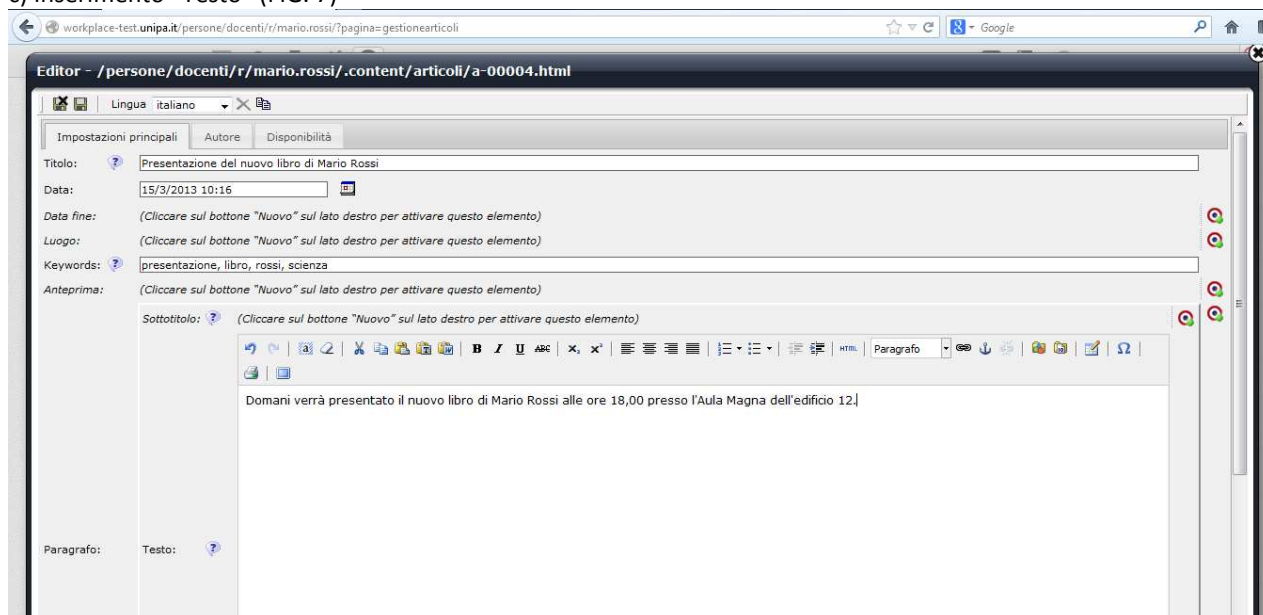 workplace-test.unipa.it/persone/docenti/r/mario.rossi/?pagina=gestionearticoli
Google
Editor - /persone/docenti/r/mario.rossi/.content/articoli/a-00004.html
Lingua italiano
Impostazioni principali Autore Disponibilità
Titolo: ? Presentazione del nuovo libro di Mario Rossi
Data: 15/3/2013 10:16
Data fine: (Cliccare sul bottone "Nuovo" sul lato destro per attivare questo elemento)
Luogo: (Cliccare sul bottone "Nuovo" sul lato destro per attivare questo elemento)
Keywords: ? presentazione, libro, rossi, scienza
Anteprima: (Cliccare sul bottone "Nuovo" sul lato destro per attivare questo elemento)
Sottotitolo: ? (Cliccare sul bottone "Nuovo" sul lato destro per attivare questo elemento)
B I U ABC x, x² HTML Paragrafo Ω
Domani verrà presentato il nuovo libro di Mario Rossi alle ore 18,00 presso l'Aula Magna dell'edificio 12.
Paragrafo: Testo: ?